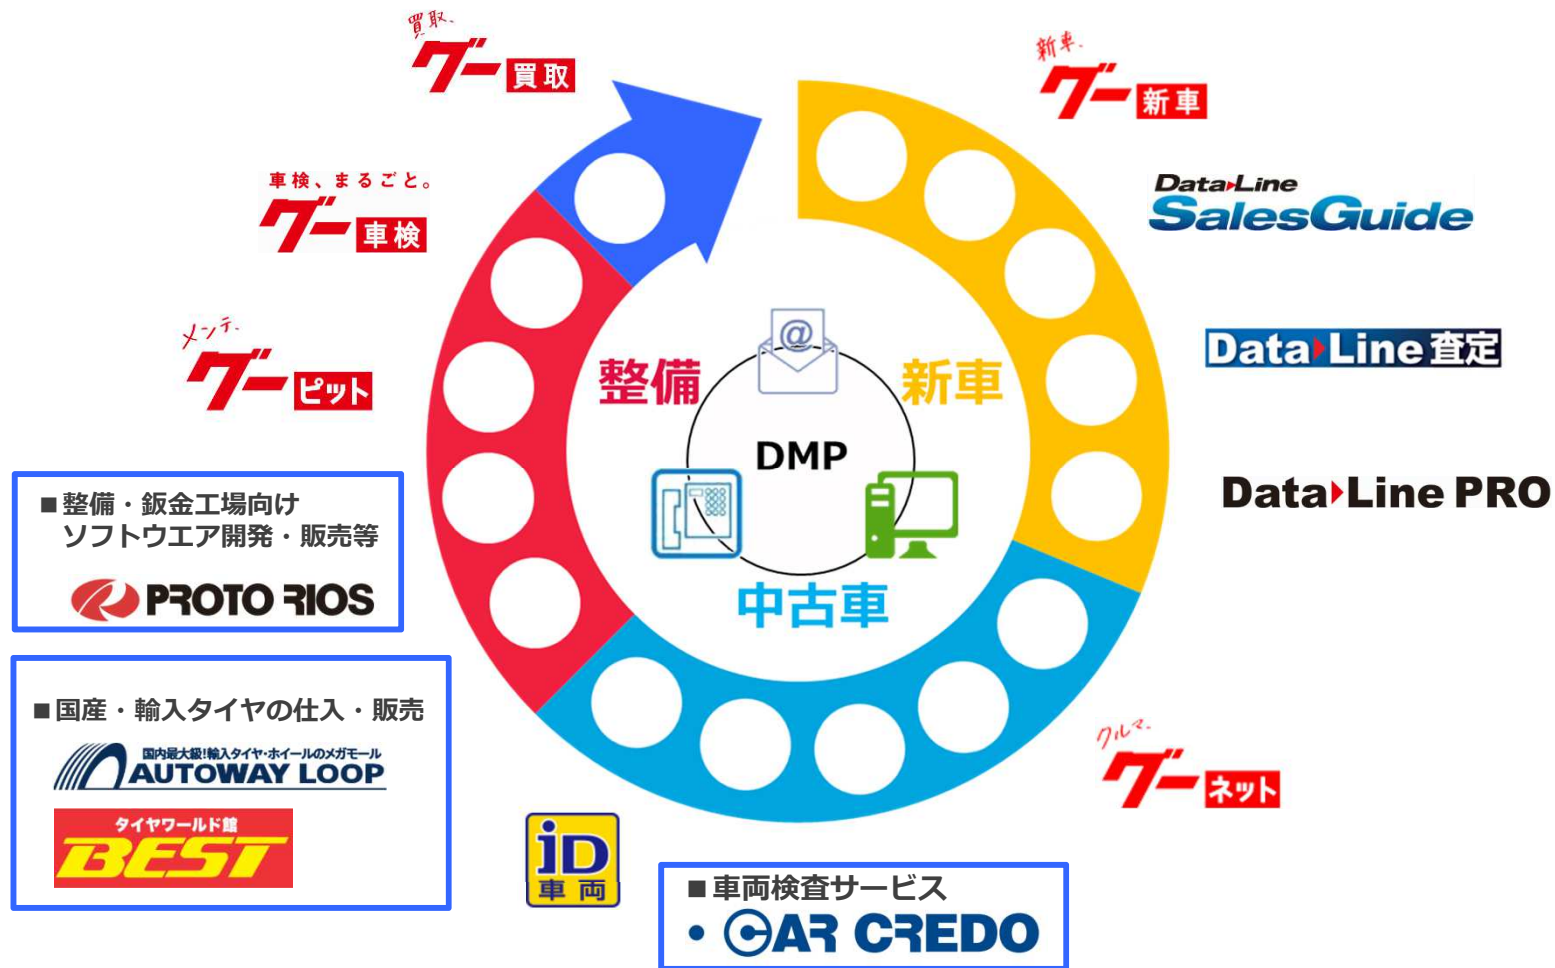 買取、
グー買取
新車、
グー新車
車検、まるごと。
グー車検
Data Line
SalesGuide
メンテ、
グーピット
Data Line 査定
@
整備
新車
DMP
中古車
Data Line PRO
■整備・鈑金工場向け
ソフトウエア開発・販売等
PROTO RIOS
■国産・輸入タイヤの仕入・販売
国内最大級!輸入タイヤ・ホイールのメガモール
AUTOWAY LOOP
タイヤワールド館
BEST
クルマ、
グーネット
iD
車両
■車両検査サービス
• CAR CREDO